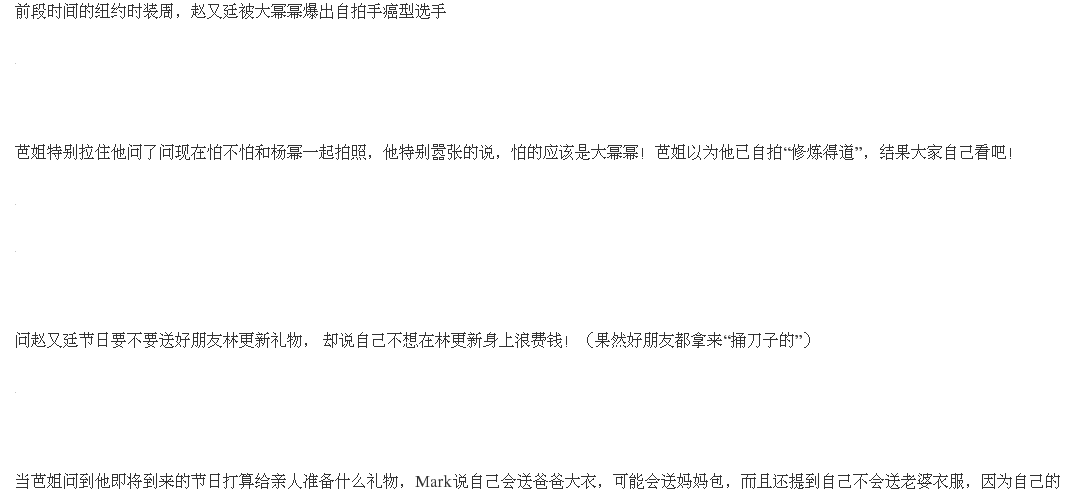 前段时间的纽约时装周，赵又廷被大幂幂爆出自拍手癌型选手
芭姐特别拉住他问了问现在怕不怕和杨幂一起拍照，他特别嚣张的说，怕的应该是大幂幂！芭姐以为他已自拍“修炼得道”，结果大家自己看吧！
问赵又廷节日要不要送好朋友林更新礼物， 却说自己不想在林更新身上浪费钱！（果然好朋友都拿来“捅刀子的”）
当芭姐问到他即将到来的节日打算给亲人准备什么礼物，Mark说自己会送爸爸大衣，可能会送妈妈包，而且还提到自己不会送老婆衣服，因为自己的